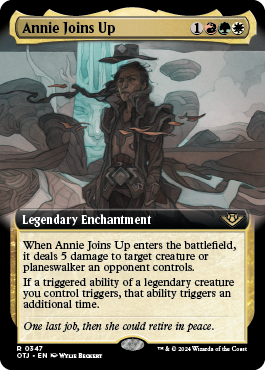 Annie Joins Up 1
Legendary Enchantment
When Annie Joins Up enters the battlefield,
it deals 5 damage to target creature or
planeswalker an opponent controls.
If a triggered ability of a legendary creature
you control triggers, that ability triggers an
additional time.
One last job, then she could retire in peace.
R 0347
OTJ • EN WYLIE BECKERT
™ & © 2024 Wizards of the Coast